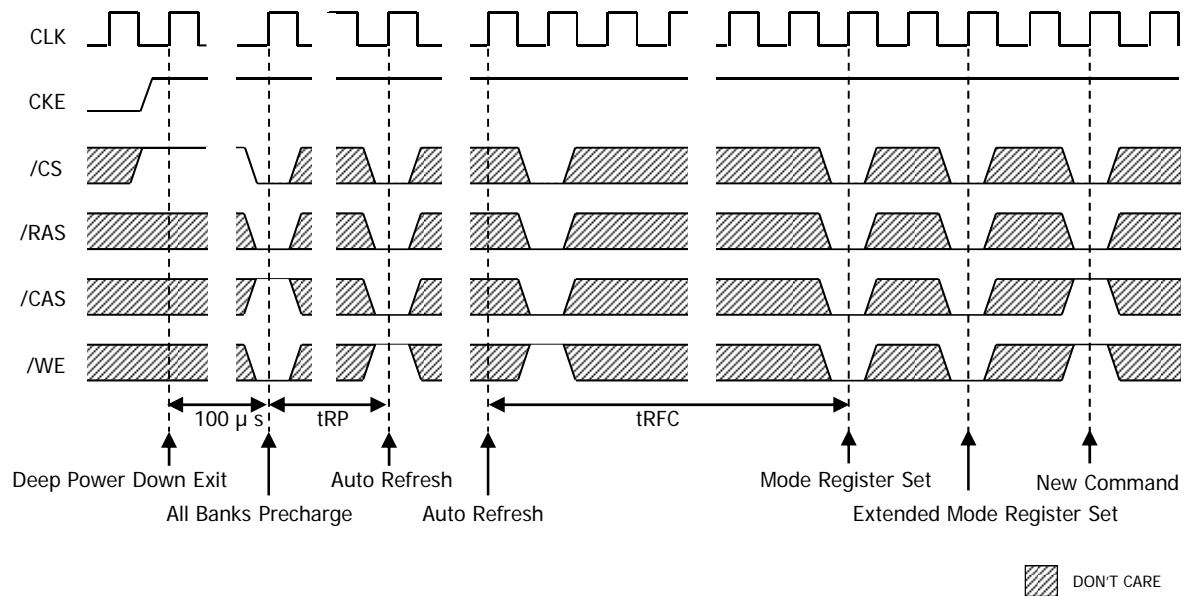 CLK
CKE
/CS
/RAS
/CAS
/WE
100 µ s
tRP
tRFC
Deep Power Down Exit
Auto Refresh
Mode Register Set
New Command
All Banks Precharge
Auto Refresh
Extended Mode Register Set
DON'T CARE